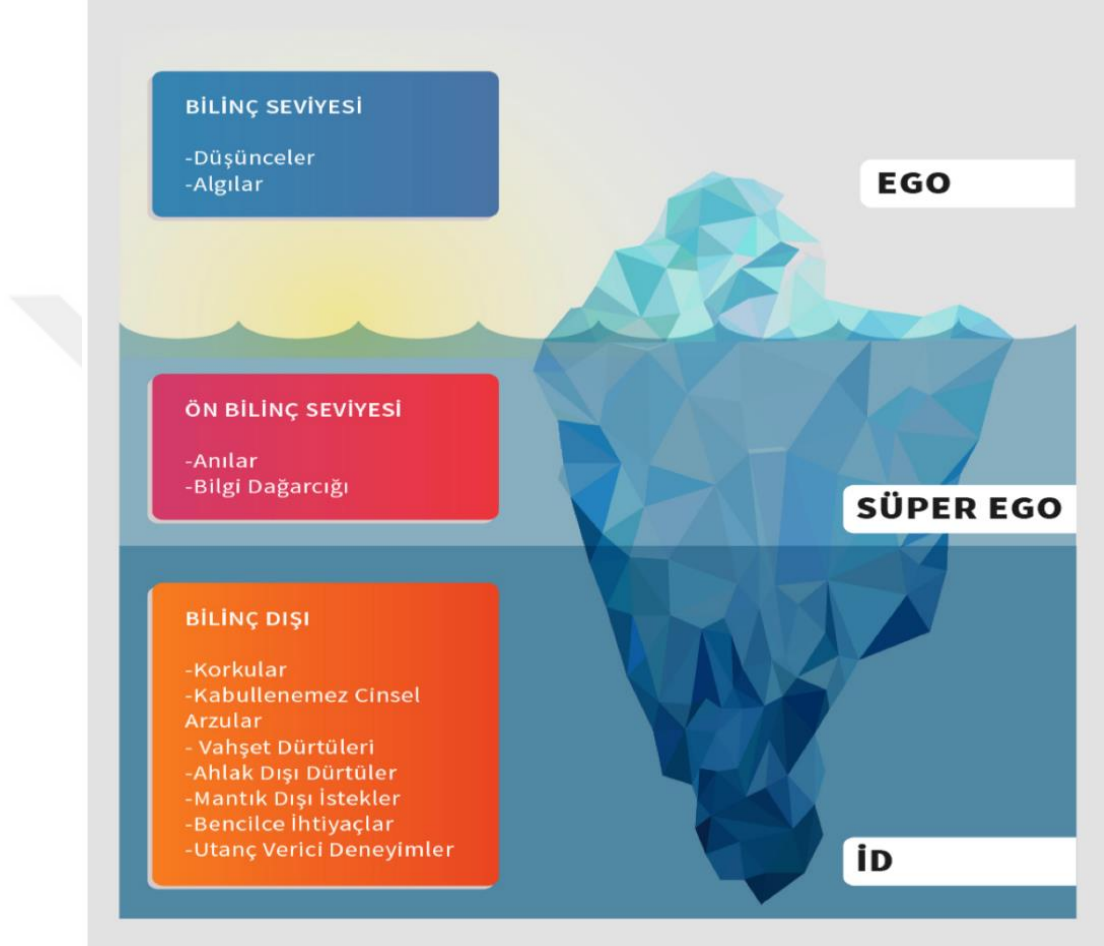 BİLİNÇ SEVİYESİ
-Düşünceler
-Algılar
EGO
ÖN BİLİNÇ SEVİYESİ
-Anılar
-Bilgi Dağarcığı
SÜPER EGO
BİLİNÇ DIŞI
-Korkular
-Kabullenemez Cinsel
Arzular
- Vahşet Dürtüleri
-Ahlak Dışı Dürtüler
-Mantık Dışı İstekler
-Bencilce İhtiyaçlar
-Utanç Verici Deneyimler
İD